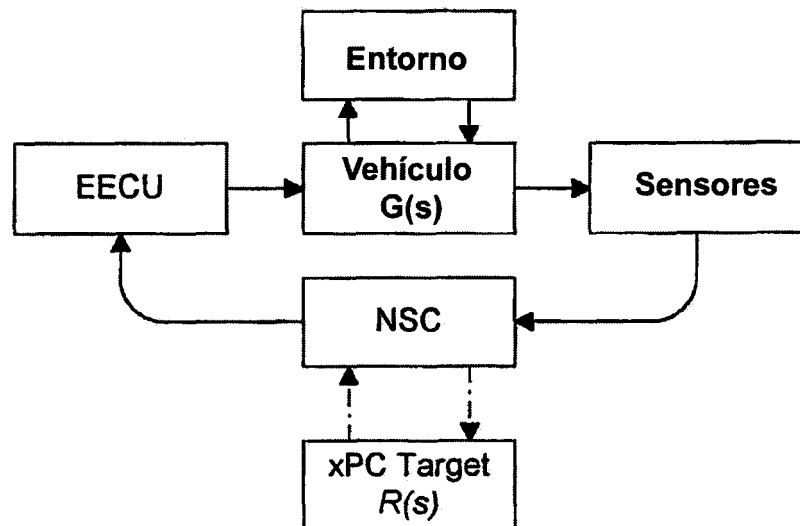 Entorno
EECU
Vehículo
G(s)
Sensores
NSC
xPC Target
R(s)